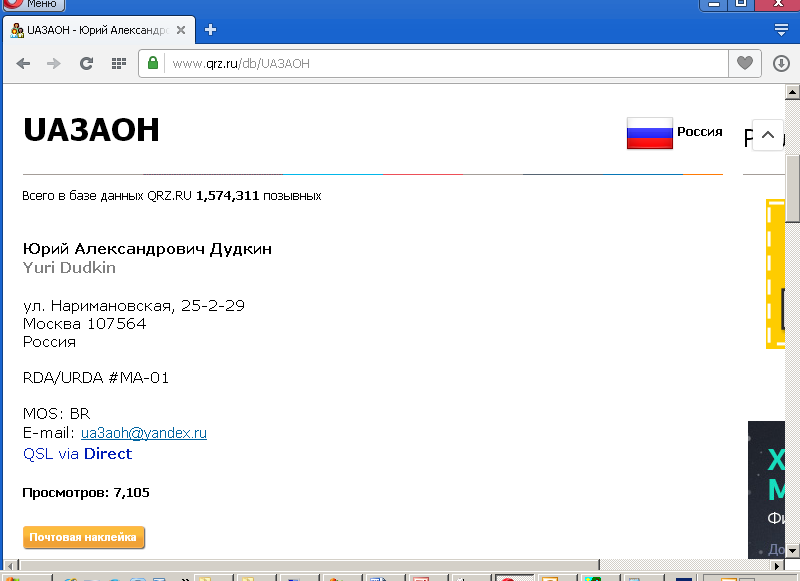 Меню
UA3AOH - Юрий Александро
www.qrz.ru/db/UA3AOH
UA3AOH
Россия
Всего в базе данных QRZ.RU 1,574,311 позывных
Юрий Александрович Дудкин
Yuri Dudkin
ул. Наримановская, 25-2-29
Москва 107564
Россия
RDA/URDA #MA-01
MOS: BR
E-mail: ua3aoh@yandex.ru
QSL via Direct
Просмотров: 7,105
Почтовая наклейка